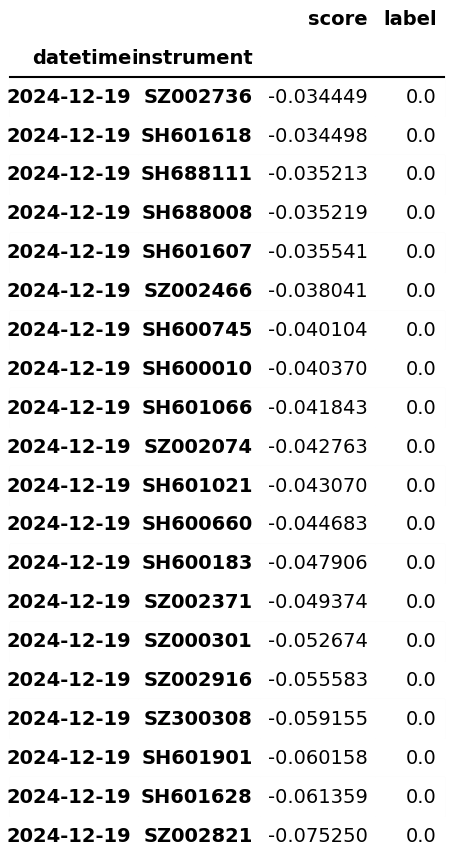 score label
datetime instrument
2024-12-19 SZ002736 -0.034449 0.0
2024-12-19 SH601618 -0.034498 0.0
2024-12-19 SH688111 -0.035213 0.0
2024-12-19 SH688008 -0.035219 0.0
2024-12-19 SH601607 -0.035541 0.0
2024-12-19 SZ002466 -0.038041 0.0
2024-12-19 SH600745 -0.040104 0.0
2024-12-19 SH600010 -0.040370 0.0
2024-12-19 SH601066 -0.041843 0.0
2024-12-19 SZ002074 -0.042763 0.0
2024-12-19 SH601021 -0.043070 0.0
2024-12-19 SH600660 -0.044683 0.0
2024-12-19 SH600183 -0.047906 0.0
2024-12-19 SZ002371 -0.049374 0.0
2024-12-19 SZ000301 -0.052674 0.0
2024-12-19 SZ002916 -0.055583 0.0
2024-12-19 SZ300308 -0.059155 0.0
2024-12-19 SH601901 -0.060158 0.0
2024-12-19 SH601628 -0.061359 0.0
2024-12-19 SZ002821 -0.075250 0.0